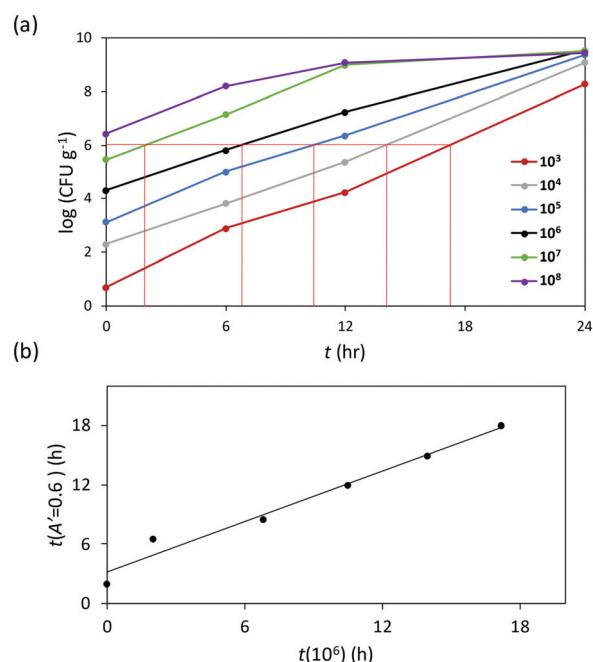 (a)
10
8
6
4
2
0
log (CFU g⁻¹)
0 6 12 18 24
t (hr)
10³
10⁴
10⁵
10⁶
10⁷
10⁸
(b)
18
12
6
0
t(A′=0.6) (h)
0 6 12 18
t(10⁶) (h)